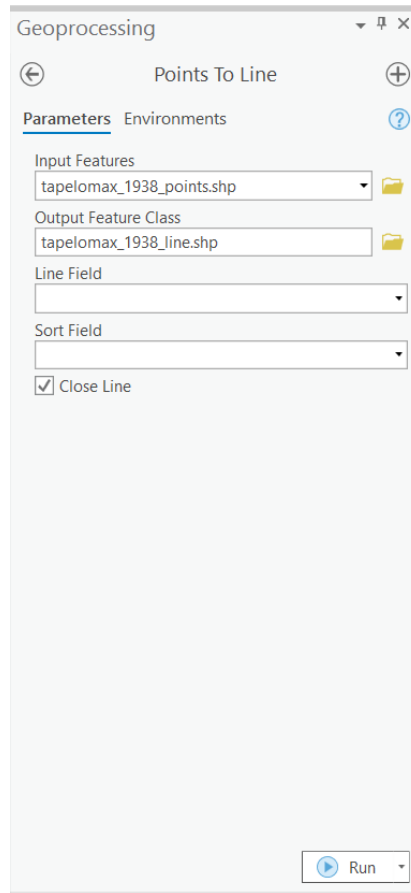 Geoprocessing
Points To Line
Parameters Environments
Input Features
tapelomax_1938_points.shp
Output Feature Class
tapelomax_1938_line.shp
Line Field
Sort Field
Close Line
Run